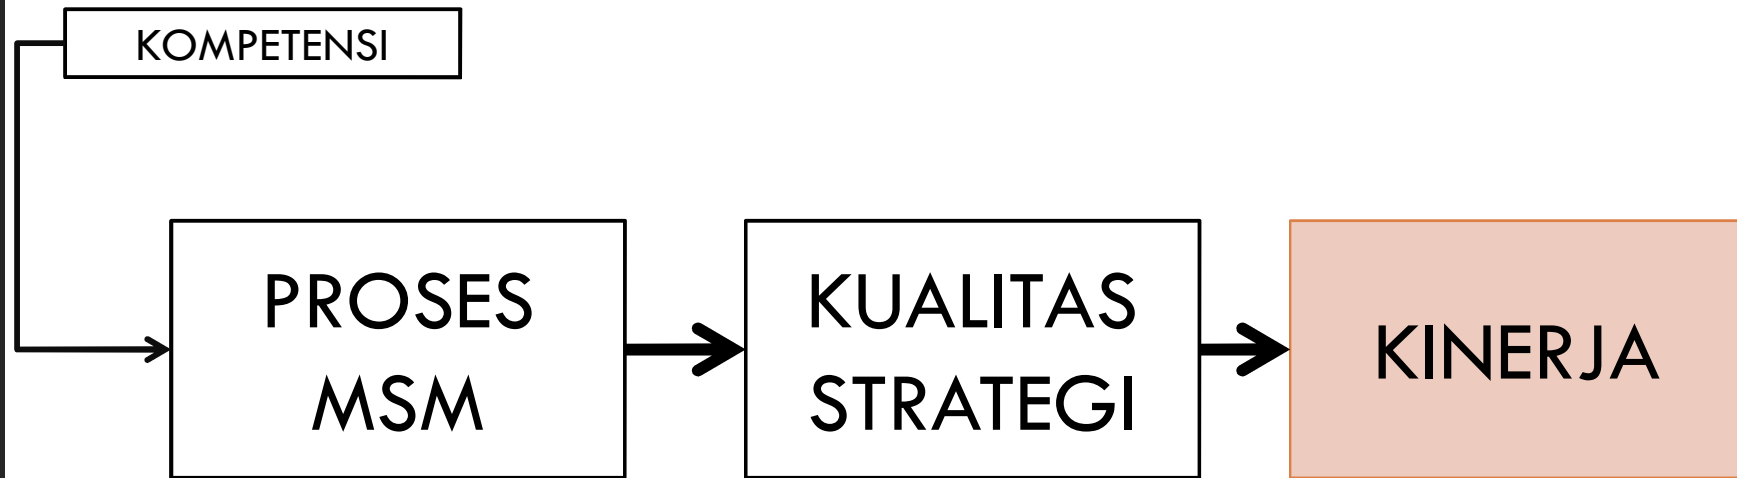 KOMPETENSI
PROSES
MSM
KUALITAS
STRATEGI
KINERJA